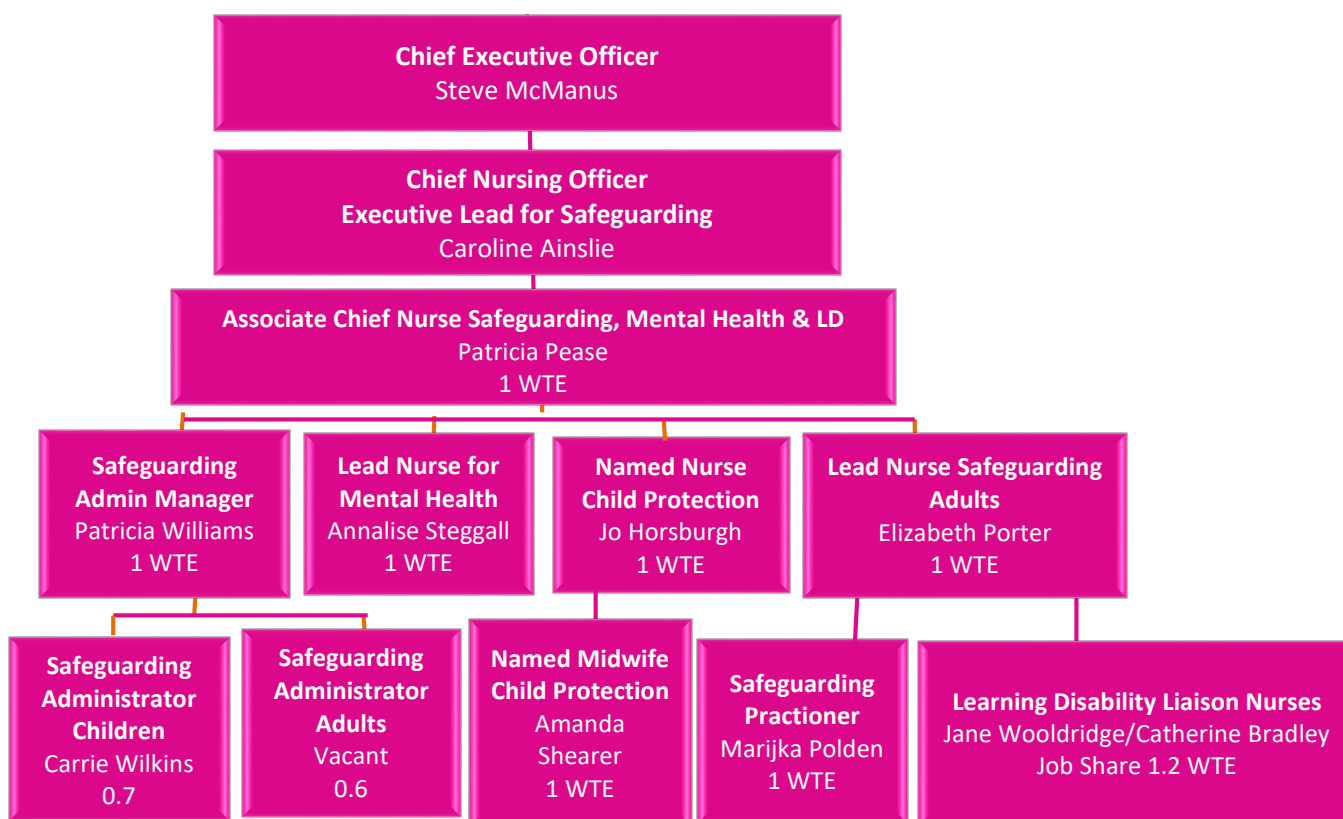 Chief Executive Officer
Steve McManus
Chief Nursing Officer
Executive Lead for Safeguarding
Caroline Ainslie
Associate Chief Nurse Safeguarding, Mental Health & LD
Patricia Pease
1 WTE
Safeguarding
Admin Manager
Patricia Williams
1 WTE
Lead Nurse for
Mental Health
Annalise Steggall
1 WTE
Named Nurse
Child Protection
Jo Horsburgh
1 WTE
Lead Nurse Safeguarding
Adults
Elizabeth Porter
1 WTE
Safeguarding
Administrator
Children
Carrie Wilkins
0.7
Safeguarding
Administrator
Adults
Vacant
0.6
Named Midwife
Child Protection
Amanda
Shearer
1 WTE
Safeguarding
Practioner
Marijka Polden
1 WTE
Learning Disability Liaison Nurses
Jane Wooldridge/Catherine Bradley
Job Share 1.2 WTE